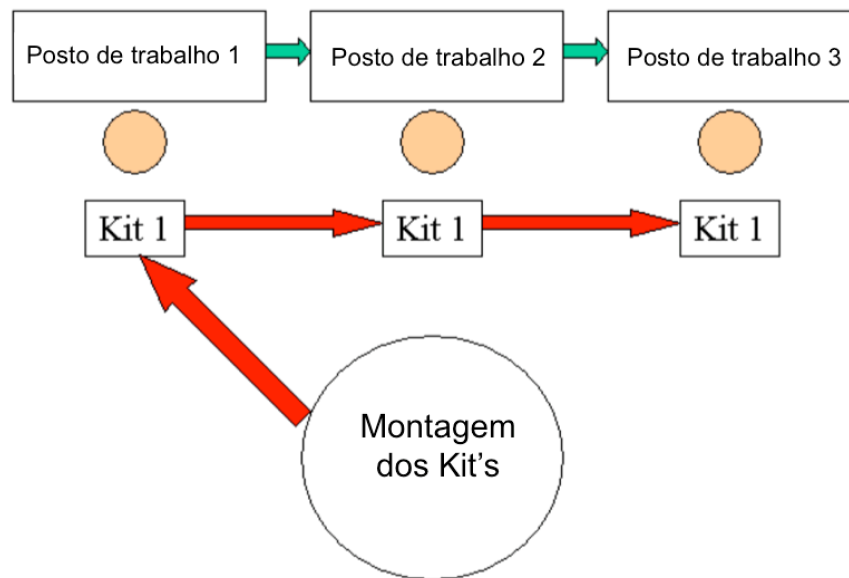 Posto de trabalho 1
Posto de trabalho 2
Posto de trabalho 3
Kit 1
Kit 1
Kit 1
Montagem
dos Kit’s